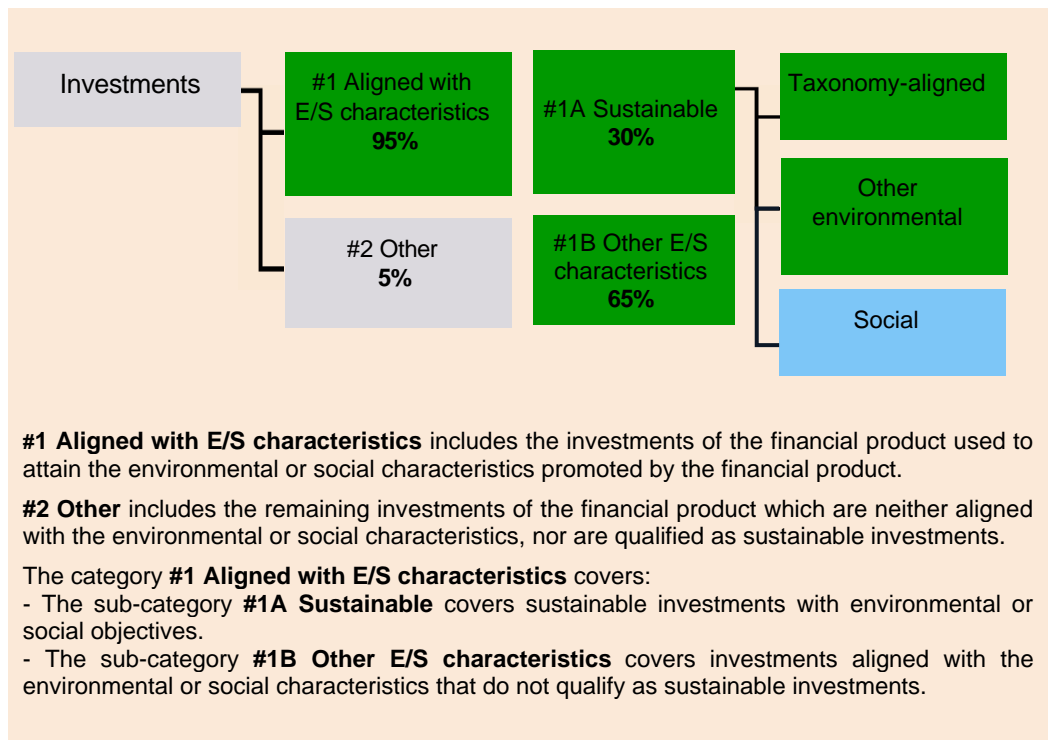 Investments
#1 Aligned with
E/S characteristics
95%
#2 Other
5%
#1A Sustainable
30%
#1B Other E/S
characteristics
65%
Taxonomy-aligned
Other
environmental
Social
#1 Aligned with E/S characteristics includes the investments of the financial product used to
attain the environmental or social characteristics promoted by the financial product.
#2 Other includes the remaining investments of the financial product which are neither aligned
with the environmental or social characteristics, nor are qualified as sustainable investments.
The category #1 Aligned with E/S characteristics covers:
- The sub-category #1A Sustainable covers sustainable investments with environmental or
social objectives.
- The sub-category #1B Other E/S characteristics covers investments aligned with the
environmental or social characteristics that do not qualify as sustainable investments.